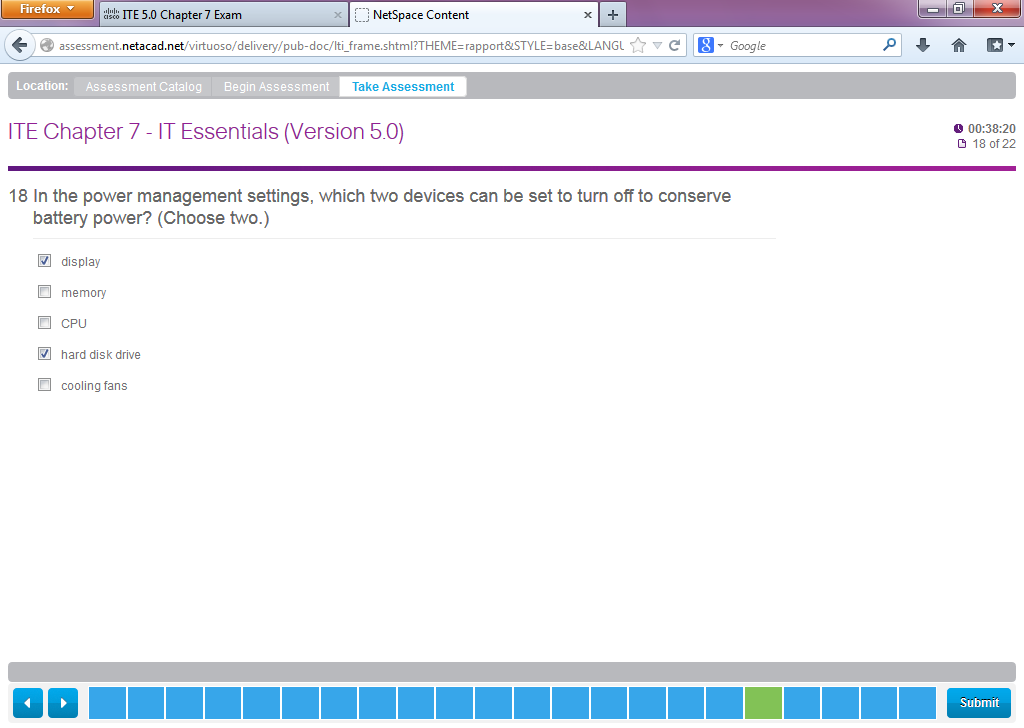 Firefox
cisco ITE 5.0 Chapter 7 Exam
NetSpace Content
assessment.netacad.net/virtuoso/delivery/pub-doc/lti_frame.shtml?THEME=rapport&STYLE=base&LANGU
8 Google
Location: Assessment Catalog Begin Assessment Take Assessment
ITE Chapter 7 - IT Essentials (Version 5.0)
00:38:20
18 of 22
18 In the power management settings, which two devices can be set to turn off to conserve
battery power? (Choose two.)
display
memory
CPU
hard disk drive
cooling fans
Submit